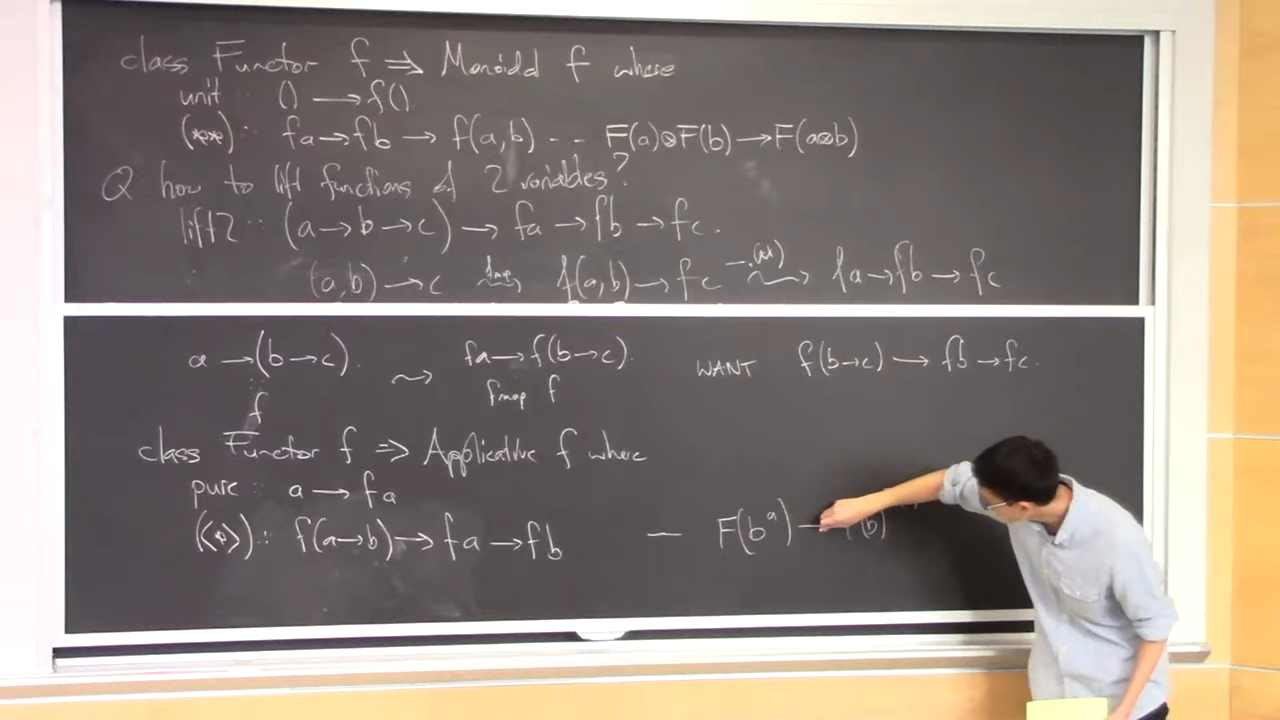 class Functor f ⇒ Monoidal f where
unit () → f()
(**) :: fa → fb → f(a,b) -- F(a)⊗F(b) → F(a⊗b)
Q how to lift functions of 2 variables?
lift2 :: (a → b → c) → fa → fb → fc.
(a,b) → c fmap f(a,b) → fc fa → fb → fc
a → (b → c). ⇝ fa → f(b → c). WANT f(b → c) → fb → fc.
f fmap f
class Functor f ⇒ Applicative f where
pure :: a → fa
(<*>) :: f(a → b) → fa → fb — F(bᵃ) → (b)